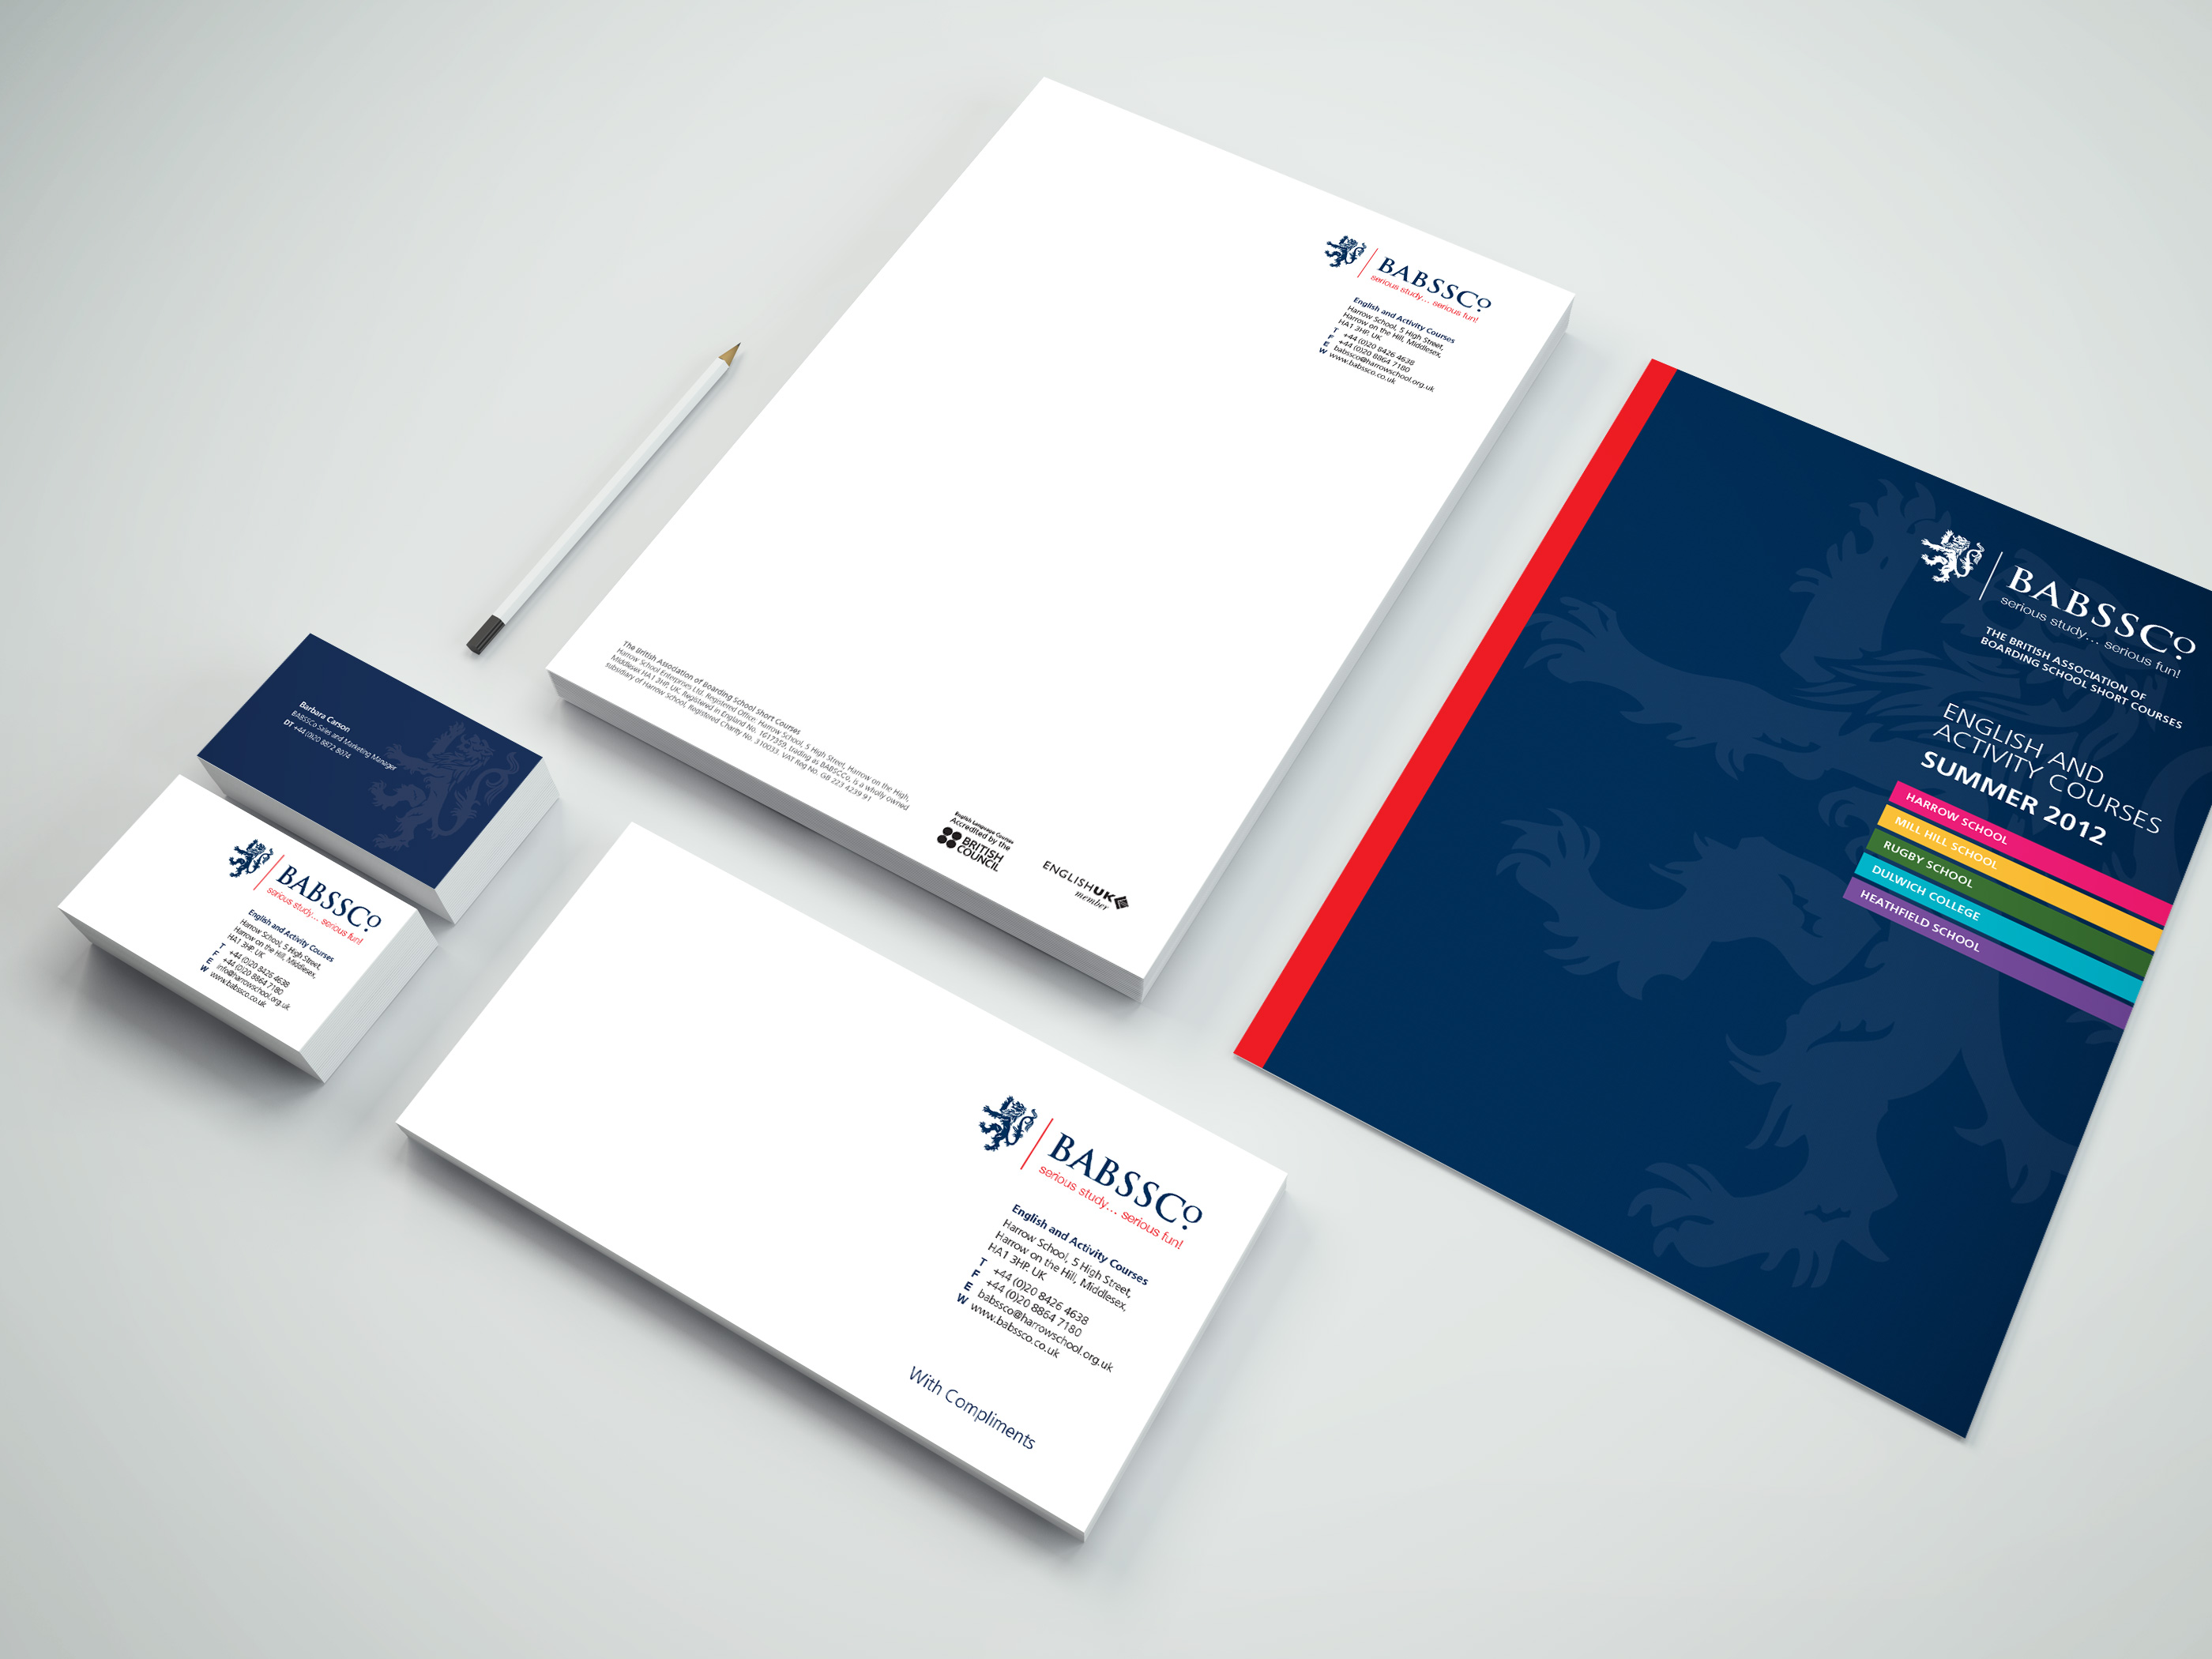 BABSSCo
serious study... serious fun!
English and Activity Courses
Harrow School, 5 High Street,
Harrow on the Hill, Middlesex,
HA1 3HP. UK
T +44 (0)20 8426 4638
F +44 (0)20 8864 7180
E babssco@harrowschool.org.uk
W www.babssco.co.uk
The British Association of Boarding School Short Courses
Harrow School Enterprises Ltd. Registered Office: Harrow School, 5 High Street, Harrow on the High,
Middlesex HA1 3HP, UK. Registered in England No. 1617359, trading as BABSCCo, is a wholly owned
subsidiary of Harrow School, Registered Charity No. 310033. VAT Reg No. GB 223 4239 91
English Language Courses
Accredited by the
BRITISH
COUNCIL
ENGLISHUK
member
BABSSCo
serious study... serious fun!
THE BRITISH ASSOCIATION OF
BOARDING SCHOOL SHORT COURSES
ENGLISH AND
ACTIVITY COURSES
SUMMER 2012
HARROW SCHOOL
MILL HILL SCHOOL
RUGBY SCHOOL
DULWICH COLLEGE
HEATHFIELD SCHOOL
Barbara Carson
BABSSCo Sales and Marketing Manager
DT +44 (0)20 8872 8074
BABSSCo
serious study... serious fun!
English and Activity Courses
Harrow School, 5 High Street,
Harrow on the Hill, Middlesex,
HA1 3HP. UK
T +44 (0)20 8426 4638
F +44 (0)20 8864 7180
E info@harrowschool.org.uk
W www.babssco.co.uk
BABSSCo
serious study... serious fun!
English and Activity Courses
Harrow School, 5 High Street,
Harrow on the Hill, Middlesex,
HA1 3HP. UK
T +44 (0)20 8426 4638
F +44 (0)20 8864 7180
E babssco@harrowschool.org.uk
W www.babssco.co.uk
With Compliments